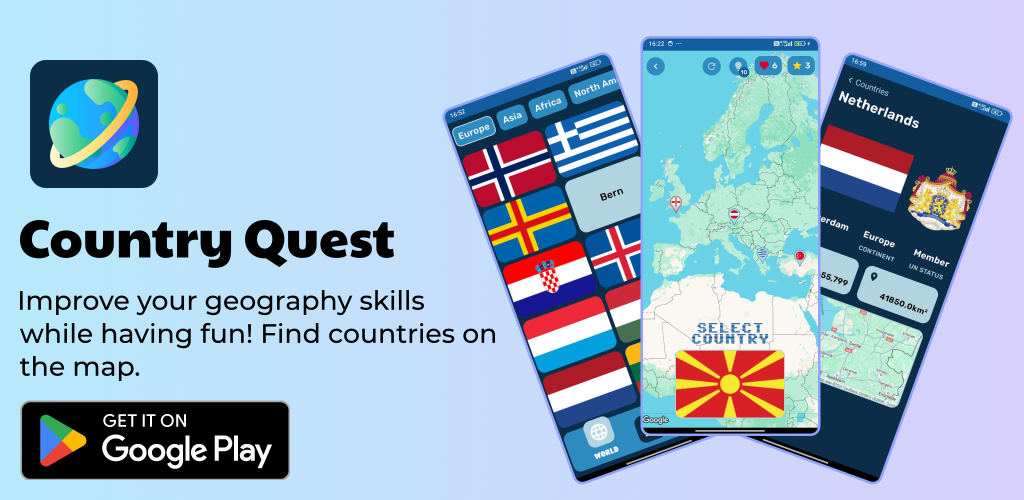 Country Quest
Improve your geography skills
while having fun! Find countries on
the map.
GET IT ON
Google Play
16:52
Europe
Asia
Africa
North Am
Bern
WORLD
16:22
10
6
3
SELECT
COUNTRY
Google
16:59
Countries
Netherlands
erdam
Europe
CONTINENT
Member
UN STATUS
55,799
41850.0km²